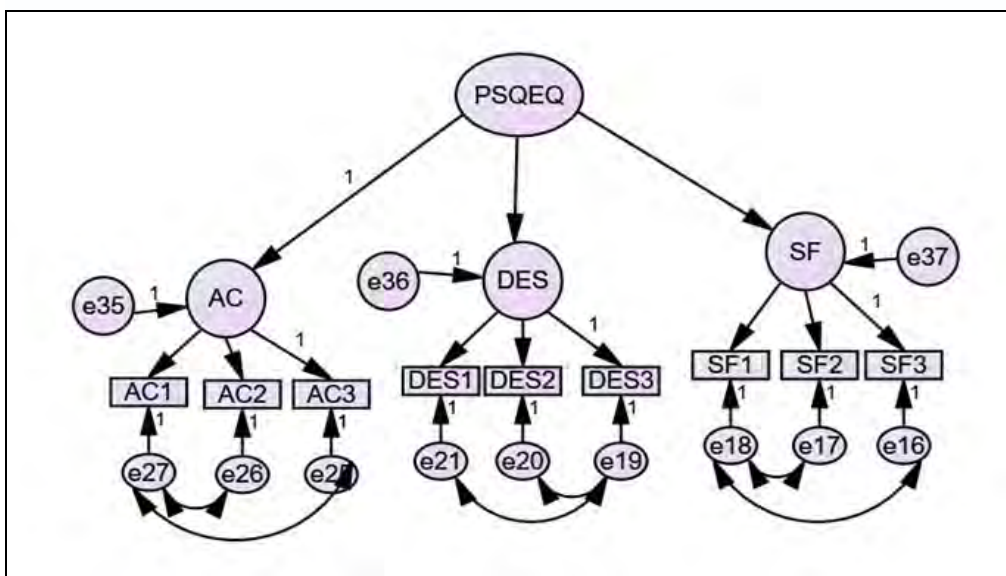 PSQEQ
1
SF
1
e37
e36
1
DES
e35
1
AC
1
1
1
SF1 SF2 SF3
DES1 DES2 DES3
AC1 AC2 AC3
1 1 1
1 1 1
1 1 1
e18 e17 e16
e21 e20 e19
e27 e26